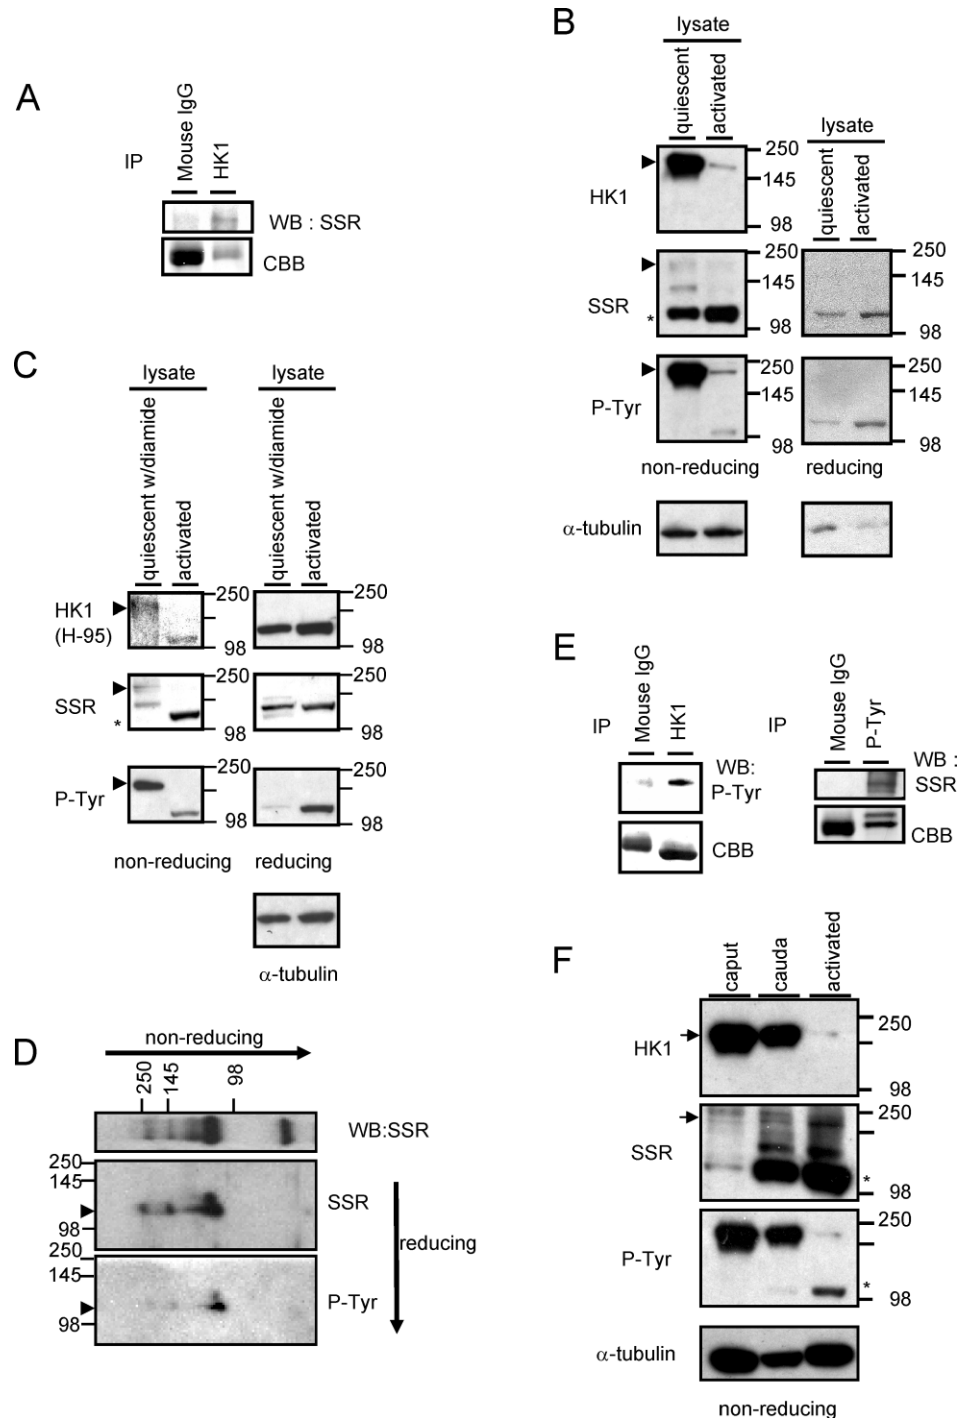 A
IP
Mouse IgG
HK1
WB : SSR
CBB
B
lysate
quiescent
activated
lysate
quiescent
activated
HK1
250
145
98
SSR
*
250
145
98
250
145
98
P-Tyr
250
145
98
250
145
98
non-reducing
reducing
α-tubulin
C
lysate
lysate
quiescent w/diamide
activated
quiescent w/diamide
activated
HK1
(H-95)
250
98
250
98
SSR
*
250
98
250
98
P-Tyr
250
98
250
98
non-reducing
reducing
α-tubulin
D
non-reducing
250
145
98
WB:SSR
250
145
98
SSR
reducing
250
145
98
P-Tyr
E
IP
Mouse IgG
HK1
WB:
P-Tyr
CBB
IP
Mouse IgG
P-Tyr
WB :
SSR
CBB
F
caput
cauda
activated
HK1
250
98
SSR
250
*
98
P-Tyr
250
*
98
α-tubulin
non-reducing